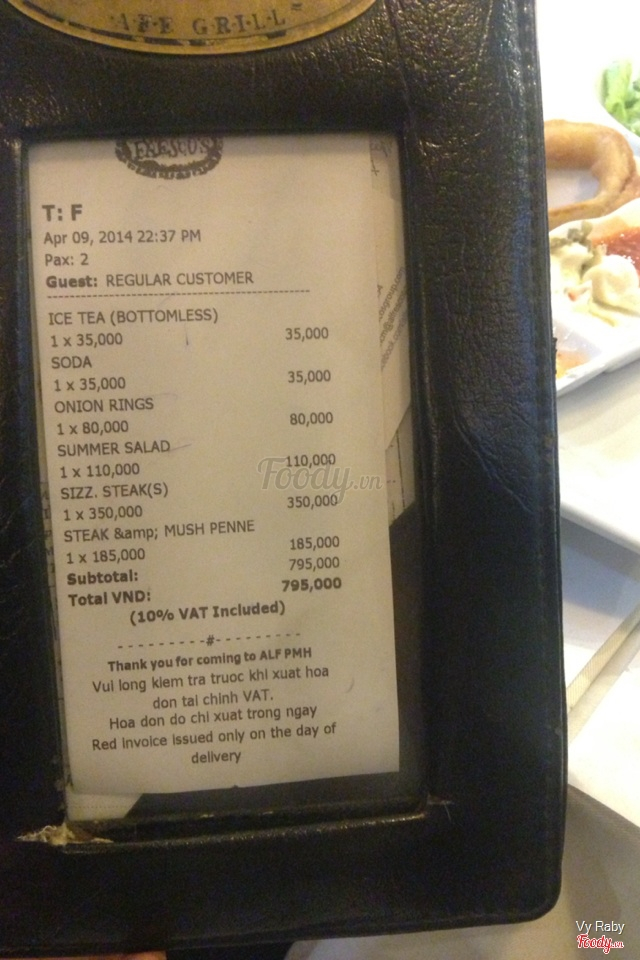 AFE GRILL
FRESCO'S
T: F
Apr 09, 2014 22:37 PM
Pax: 2
Guest: REGULAR CUSTOMER
ICE TEA (BOTTOMLESS)
1 x 35,000 35,000
SODA
1 x 35,000 35,000
ONION RINGS
1 x 80,000 80,000
SUMMER SALAD
1 x 110,000 110,000
SIZZ. STEAK(S)
1 x 350,000 350,000
STEAK &amp; MUSH PENNE
1 x 185,000 185,000
Subtotal: 795,000
Total VND: 795,000
(10% VAT Included)
---------#---------
Thank you for coming to ALF PMH
Vui long kiem tra truoc khi xuat hoa
don tai chinh VAT.
Hoa don do chi xuat trong ngay
Red invoice issued only on the day of
delivery
Foody.vn
Vy Raby
Foody.vn